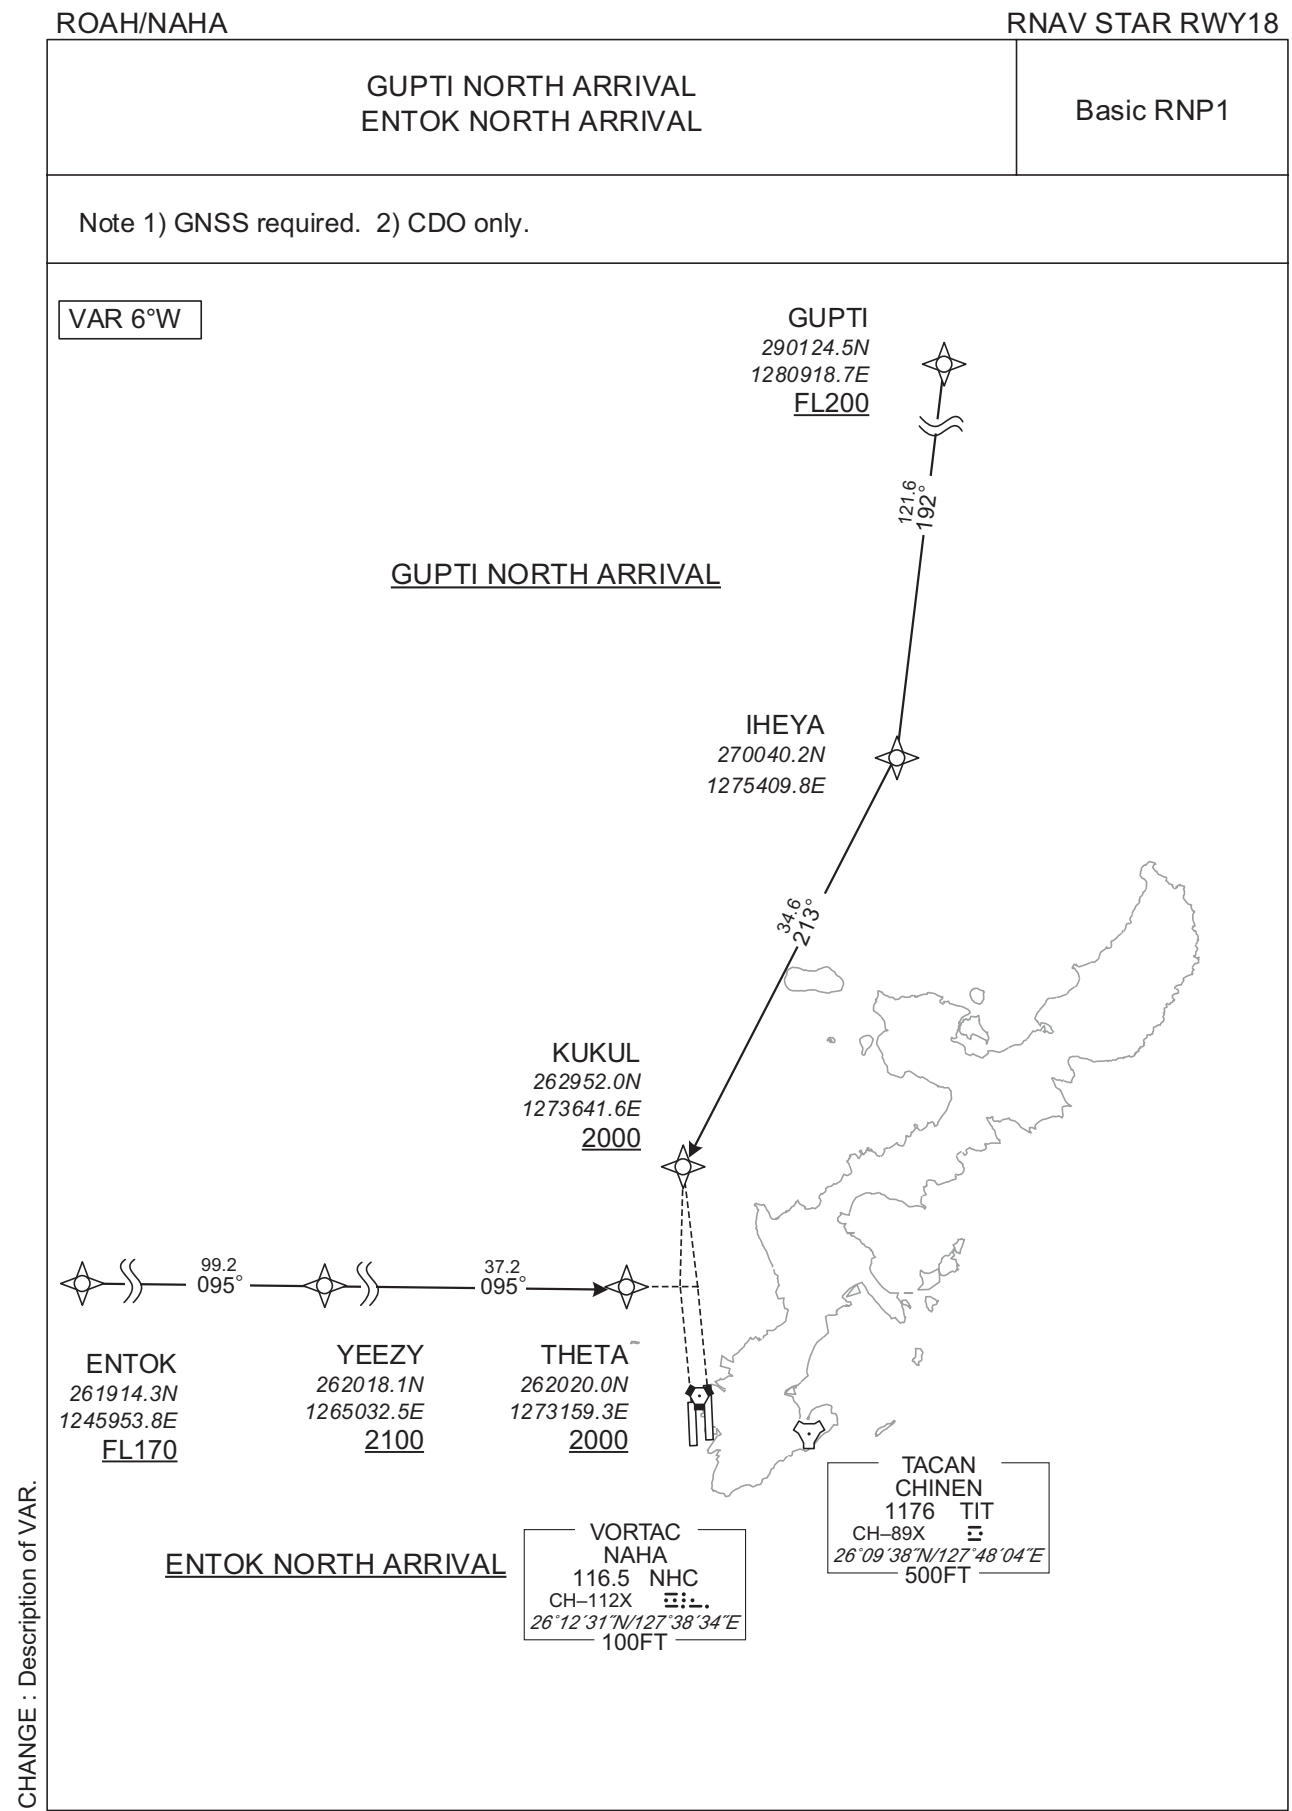 ROAH/NAHA
RNAV STAR RWY18
GUPTI NORTH ARRIVAL
ENTOK NORTH ARRIVAL
Basic RNP1
Note 1) GNSS required.  2) CDO only.
VAR 6°W
GUPTI
290124.5N
1280918.7E
FL200
121.6
192°
GUPTI NORTH ARRIVAL
IHEYA
270040.2N
1275409.8E
34.6
213°
KUKUL
262952.0N
1273641.6E
2000
99.2
095°
37.2
095°
ENTOK
261914.3N
1245953.8E
FL170
YEEZY
262018.1N
1265032.5E
2100
THETA
262020.0N
1273159.3E
2000
TACAN
CHINEN
1176 TIT
CH–89X
26°09′38″N/127°48′04″E
500FT
ENTOK NORTH ARRIVAL
VORTAC
NAHA
116.5 NHC
CH–112X
26°12′31″N/127°38′34″E
100FT
CHANGE : Description of VAR.